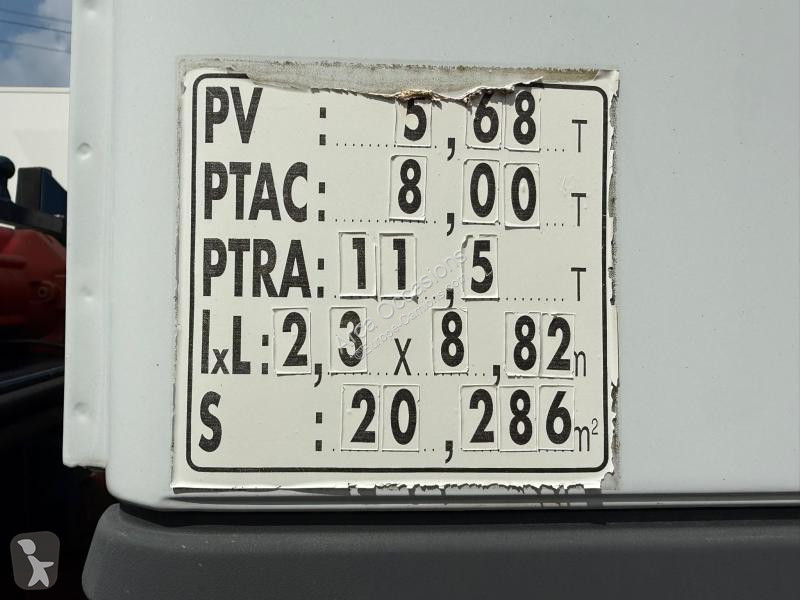 PV : 5,68 T
PTAC : 8,00 T
PTRA : 11,5 T
lxL : 2,3 x 8,82 m
S : 20,286 m²